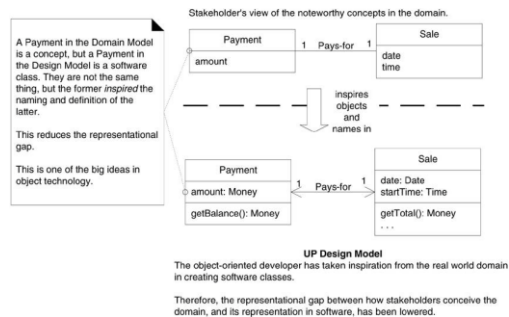 Stakeholder's view of the noteworthy concepts in the domain.
A Payment in the Domain Model
is a concept, but a Payment in
the Design Model is a software
class. They are not the same
thing, but the former inspired the
naming and definition of the
latter.
This reduces the representational
gap.
This is one of the big ideas in
object technology.
Payment
amount
1 Pays-for 1
Sale
date
time
inspires
objects
and
names in
Payment
amount: Money
getBalance(): Money
1 Pays-for 1
Sale
date: Date
startTime: Time
getTotal(): Money
. . .
UP Design Model
The object-oriented developer has taken inspiration from the real world domain
in creating software classes.
Therefore, the representational gap between how stakeholders conceive the
domain, and its representation in software, has been lowered.